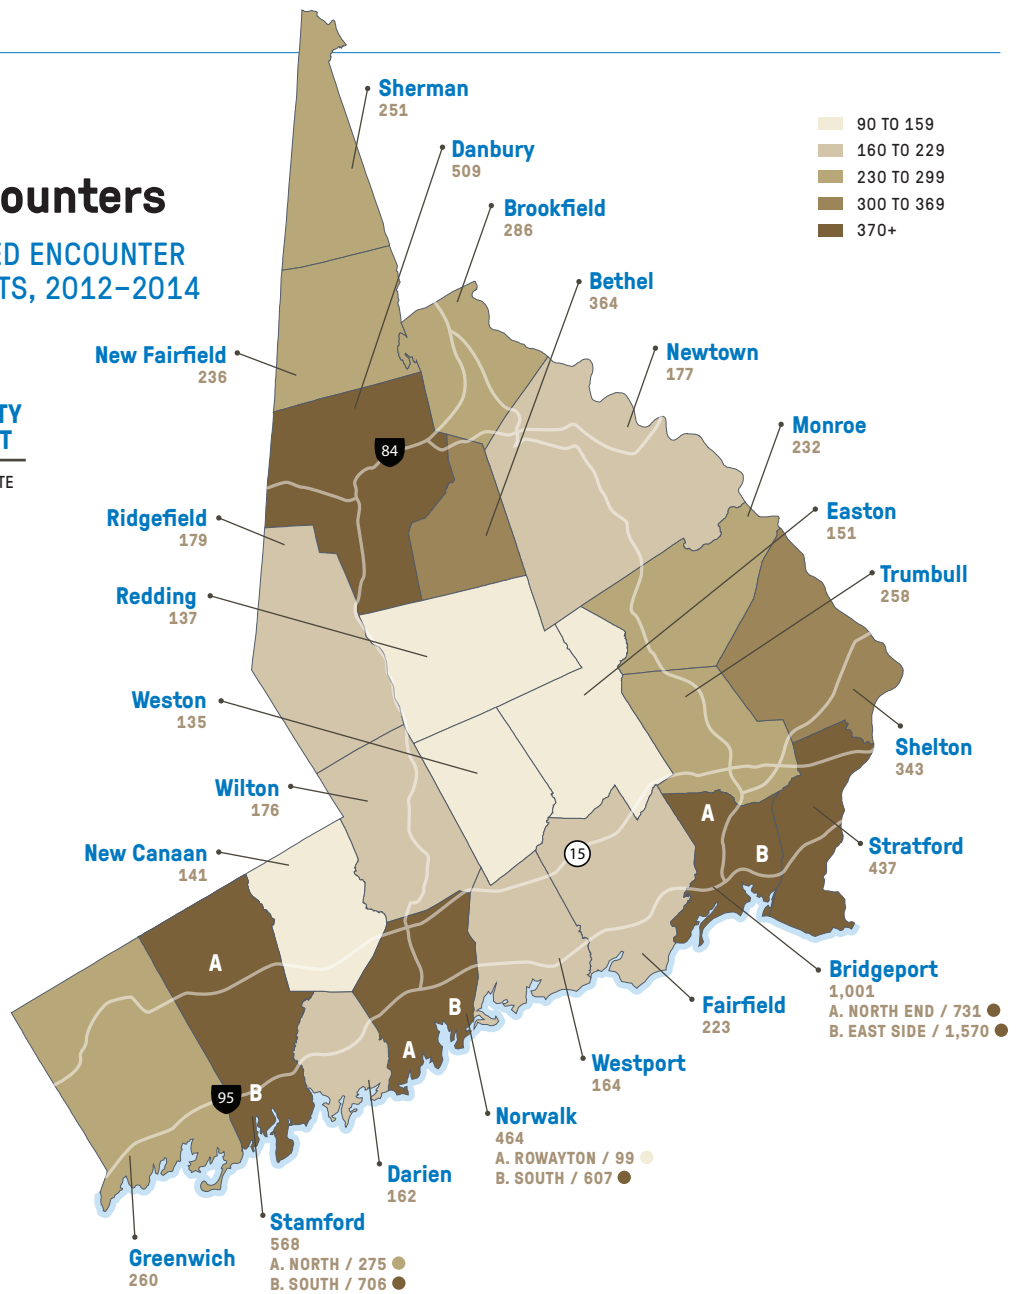 Sherman
251
Danbury
509
ounters
Brookfield
286
ED ENCOUNTER
TS, 2012–2014
90 TO 159
160 TO 229
230 TO 299
300 TO 369
370+
Bethel
364
New Fairfield
236
Newtown
177
TY
T
TE
Monroe
232
84
Ridgefield
179
Easton
151
Trumbull
258
Redding
137
Weston
135
Shelton
343
Wilton
176
A
B
15
Stratford
437
New Canaan
141
A
Bridgeport
1,001
A. NORTH END / 731
B. EAST SIDE / 1,570
Fairfield
223
B
A
Westport
164
95
B
Norwalk
464
A. ROWAYTON / 99
B. SOUTH / 607
Darien
162
Stamford
568
A. NORTH / 275
B. SOUTH / 706
Greenwich
260